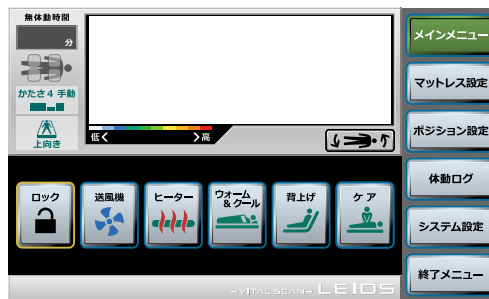 無体動時間
分
かたさ4 手動
上向き
低< >高
メインメニュー
マットレス設定
ポジション設定
体動ログ
システム設定
終了メニュー
ロック
送風機
ヒーター
ウォーム
&クール
背上げ
ケア
-VITAL SCAN- LEIOS